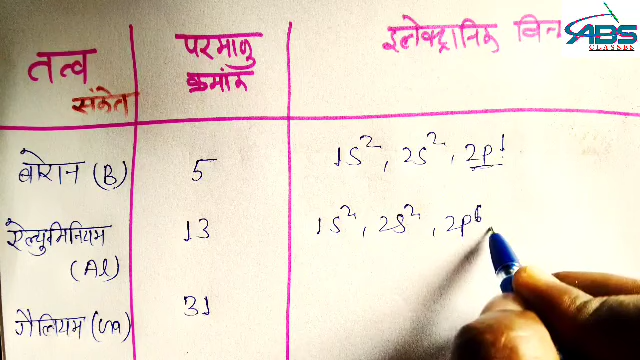 तत्व
संकेत
परमाणु
क्रमांक
इलेक्ट्रानिक विन्
ABS
CLASSES
बोरान (B) 5 1s², 2s², 2p¹
ऐल्युमिनियम (Al) 13 1s², 2s², 2p⁶
गैलियम (Ga) 31